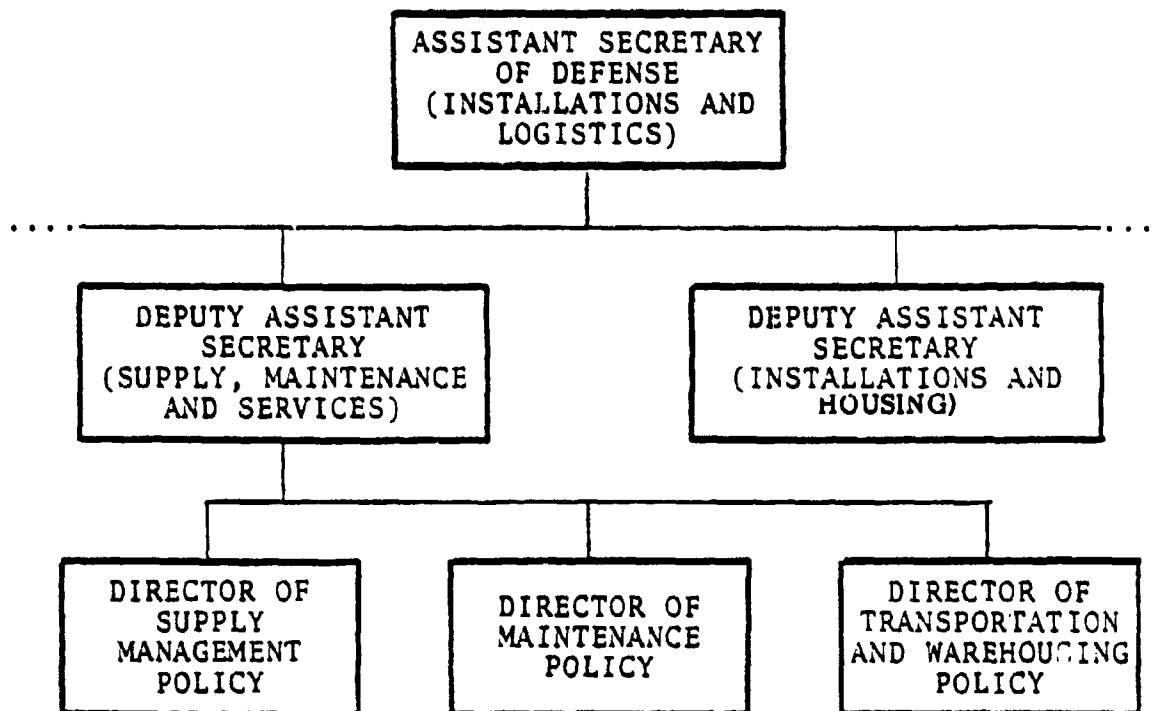 ASSISTANT SECRETARY
OF DEFENSE
(INSTALLATIONS AND
LOGISTICS)
DEPUTY ASSISTANT
SECRETARY
(SUPPLY, MAINTENANCE
AND SERVICES)
DEPUTY ASSISTANT
SECRETARY
(INSTALLATIONS AND
HOUSING)
DIRECTOR OF
SUPPLY
MANAGEMENT
POLICY
DIRECTOR OF
MAINTENANCE
POLICY
DIRECTOR OF
TRANSPORTATION
AND WAREHOUSING
POLICY